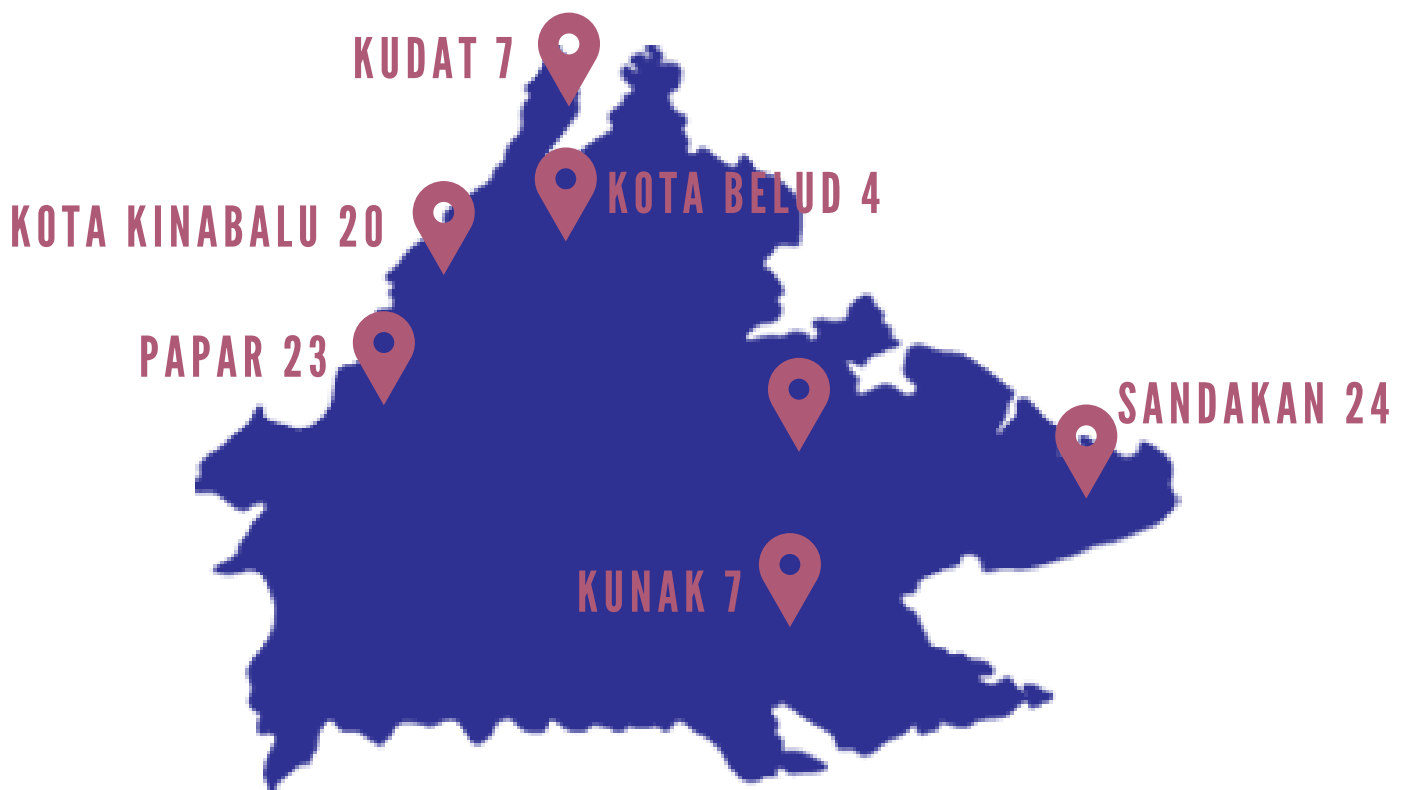 KUDAT 7
KOTA BELUD 4
KOTA KINABALU 20
PAPAR 23
SANDAKAN 24
KUNAK 7